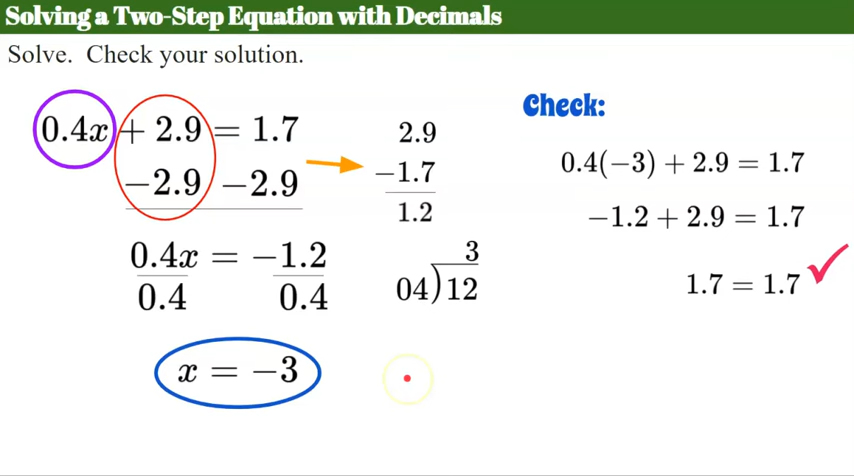 Solving a Two-Step Equation with Decimals
Solve. Check your solution.
0.4x + 2.9 = 1.7
−2.9 −2.9
0.4x = −1.2
0.4 0.4
x = −3
2.9
−1.7
1.2
3
04)12
Check:
0.4(−3) + 2.9 = 1.7
−1.2 + 2.9 = 1.7
1.7 = 1.7